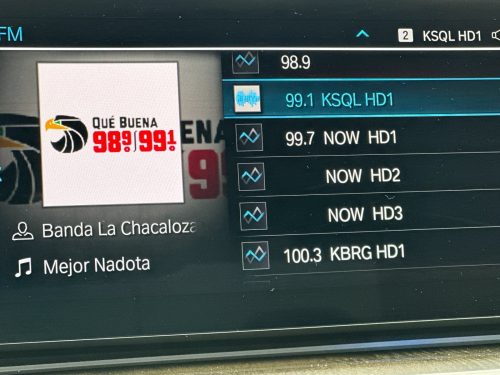 FM
2 KSQL HD1
98.9
99.1 KSQL HD1
99.7 NOW HD1
NOW HD2
NOW HD3
100.3 KBRG HD1
QUÉ BUENA
98.9 | 99.1
Banda La Chacaloza
Mejor Nadota